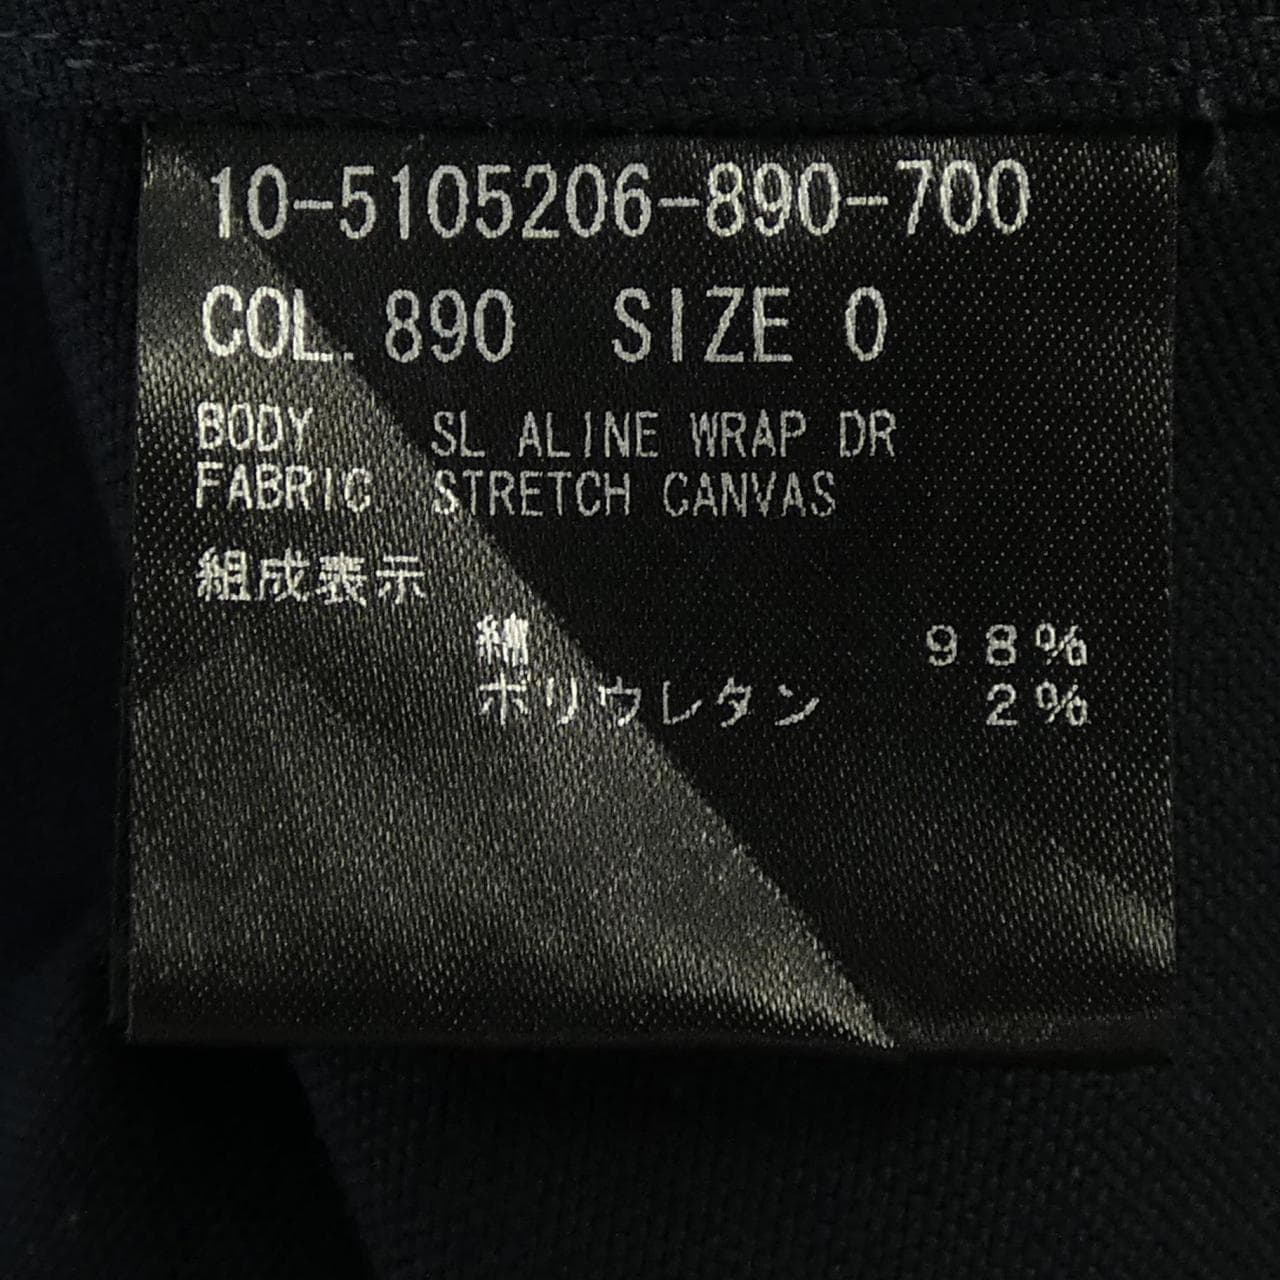 10-5105206-890-700
COL. 890 SIZE 0
BODY SL ALINE WRAP DR
FABRIC STRETCH CANVAS
組成表示
綿 98%
ポリウレタン 2%